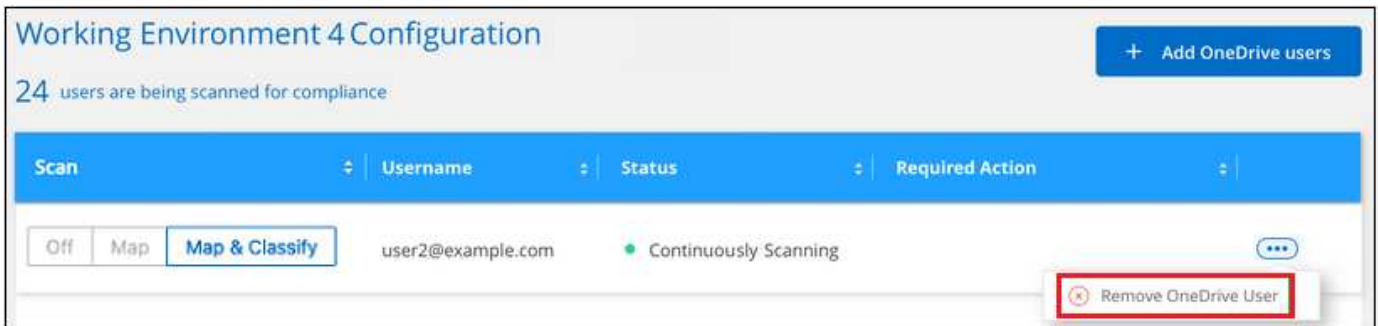 Working Environment 4 Configuration
+ Add OneDrive users
24 users are being scanned for compliance
Scan Username Status Required Action
Off Map Map & Classify user2@example.com Continuously Scanning
Remove OneDrive User